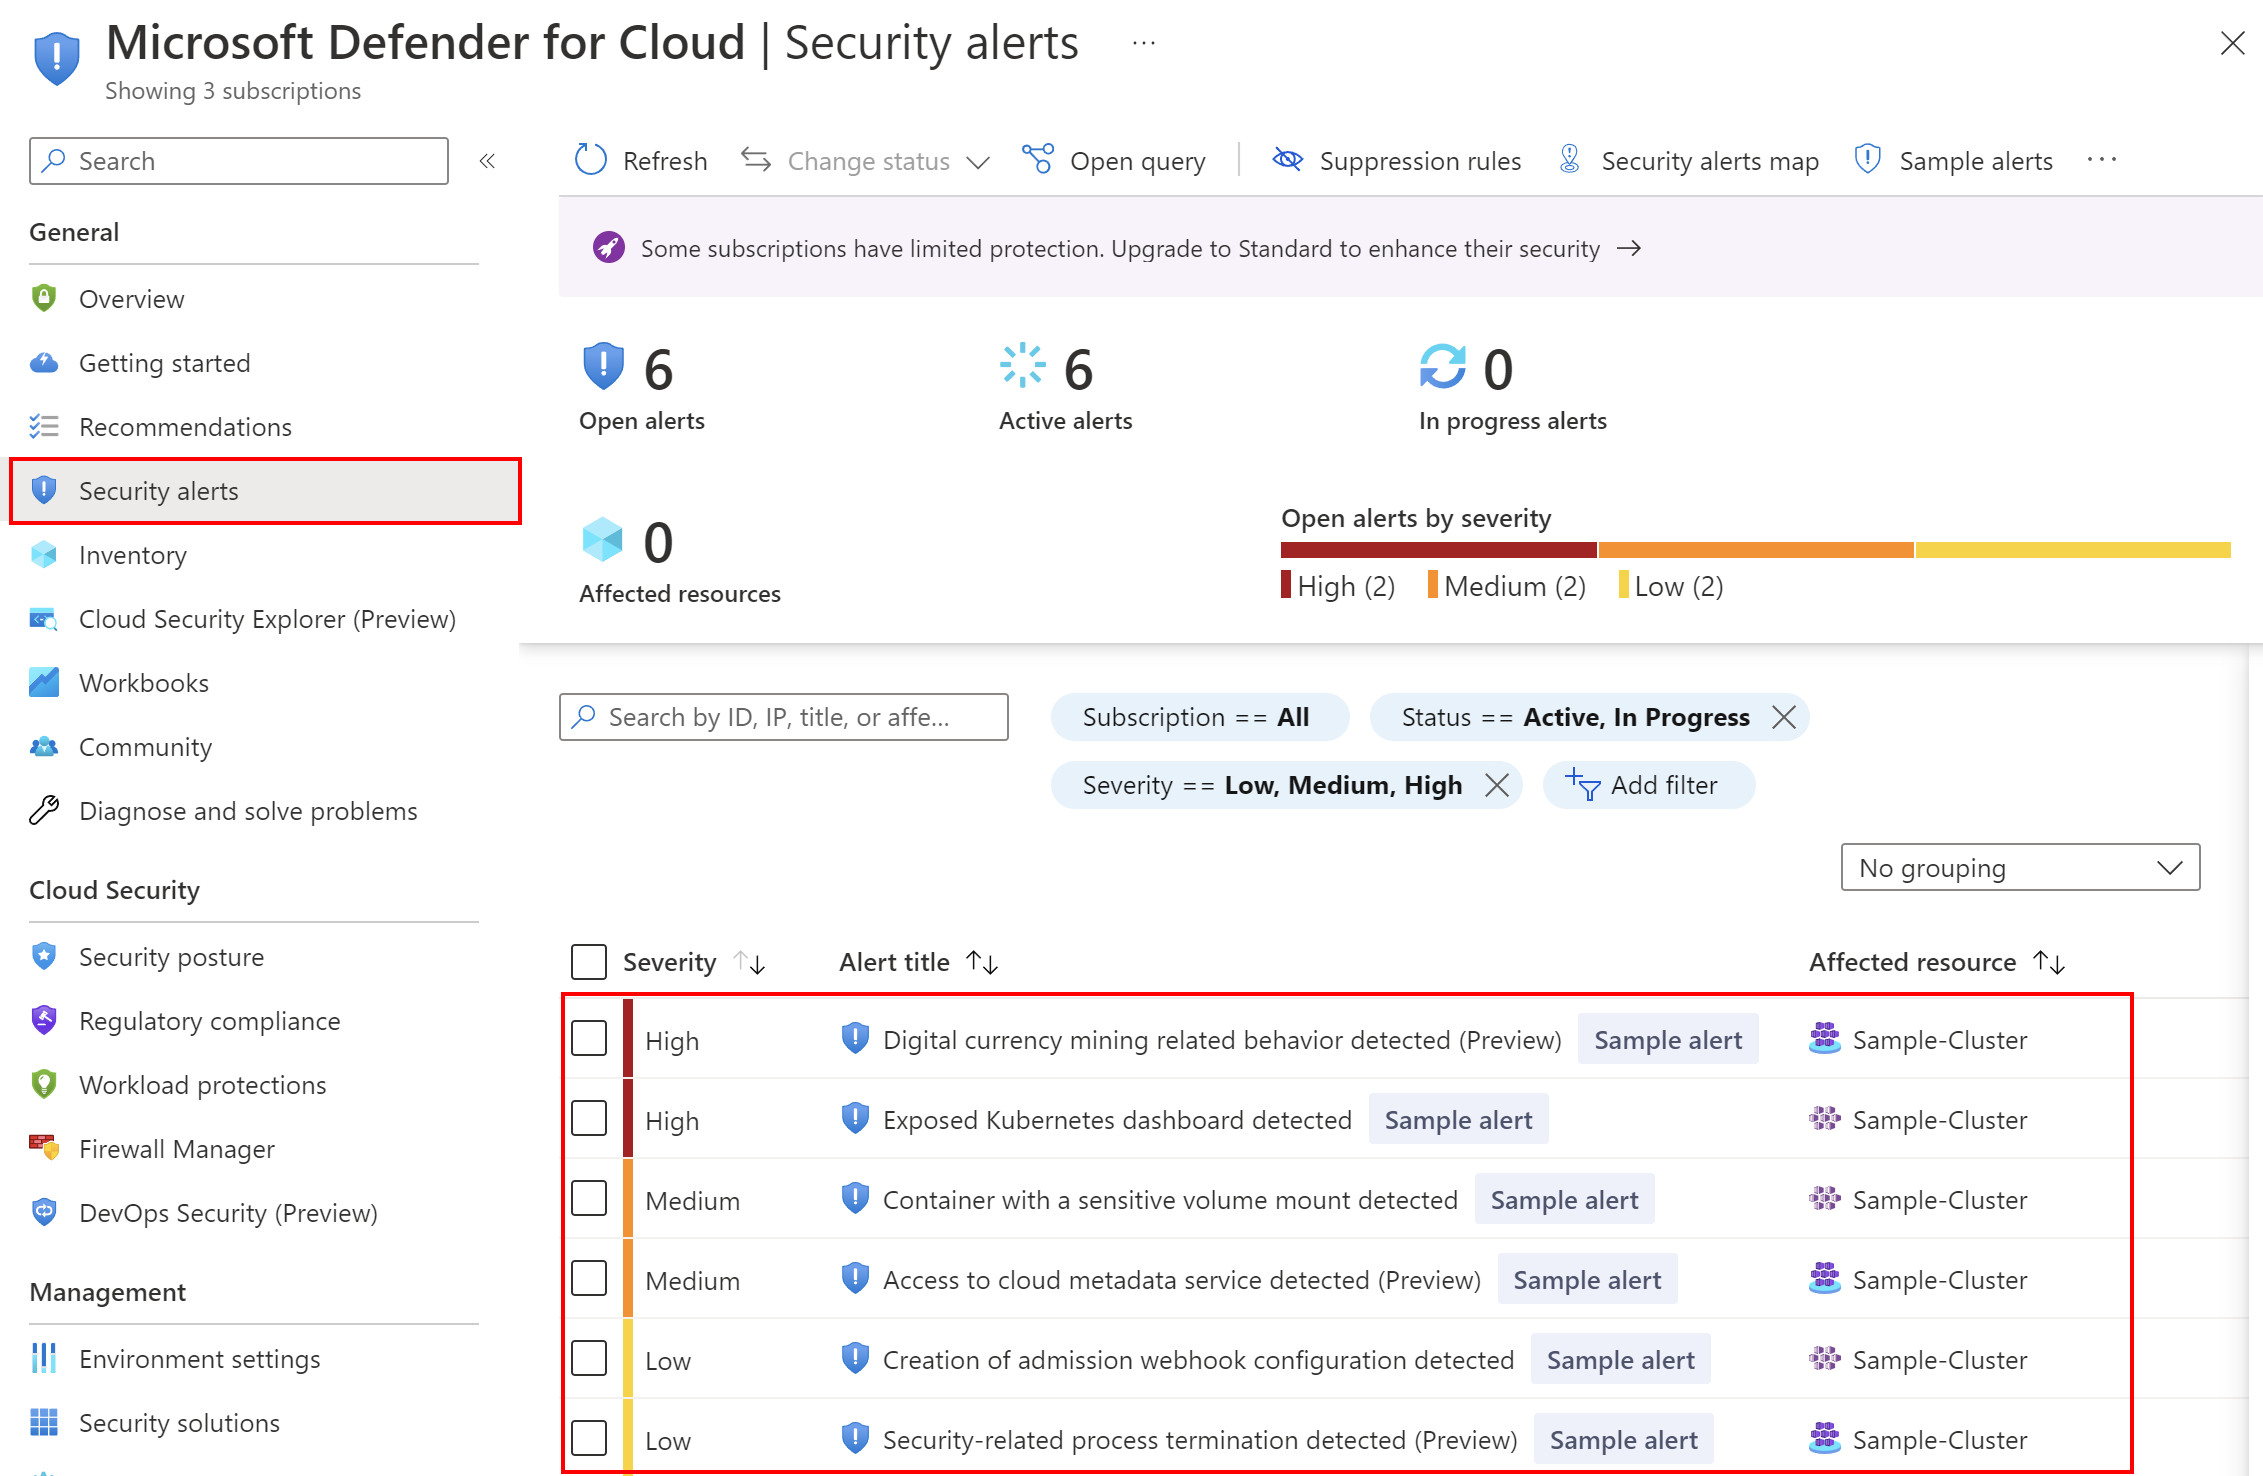 Microsoft Defender for Cloud | Security alerts ...
Showing 3 subscriptions
Search
«
General
Overview
Getting started
Recommendations
Security alerts
Inventory
Cloud Security Explorer (Preview)
Workbooks
Community
Diagnose and solve problems
Cloud Security
Security posture
Regulatory compliance
Workload protections
Firewall Manager
DevOps Security (Preview)
Management
Environment settings
Security solutions
Refresh Change status Open query Suppression rules Security alerts map Sample alerts ...
Some subscriptions have limited protection. Upgrade to Standard to enhance their security →
6
Open alerts
6
Active alerts
0
In progress alerts
0
Affected resources
Open alerts by severity
High (2) Medium (2) Low (2)
Search by ID, IP, title, or affe...
Subscription == All
Status == Active, In Progress
Severity == Low, Medium, High
Add filter
No grouping
Severity Alert title Affected resource
High Digital currency mining related behavior detected (Preview) Sample alert Sample-Cluster
High Exposed Kubernetes dashboard detected Sample alert Sample-Cluster
Medium Container with a sensitive volume mount detected Sample alert Sample-Cluster
Medium Access to cloud metadata service detected (Preview) Sample alert Sample-Cluster
Low Creation of admission webhook configuration detected Sample alert Sample-Cluster
Low Security-related process termination detected (Preview) Sample alert Sample-Cluster